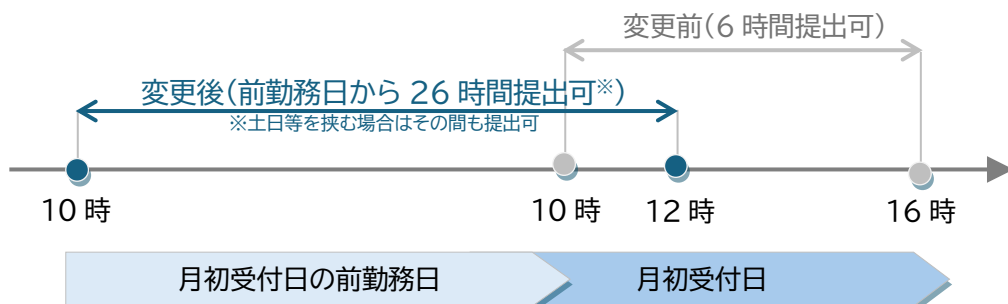 変更前(6 時間提出可)
変更後(前勤務日から 26 時間提出可※)
※土日等を挟む場合はその間も提出可
10 時 10 時 12 時 16 時
月初受付日の前勤務日 月初受付日